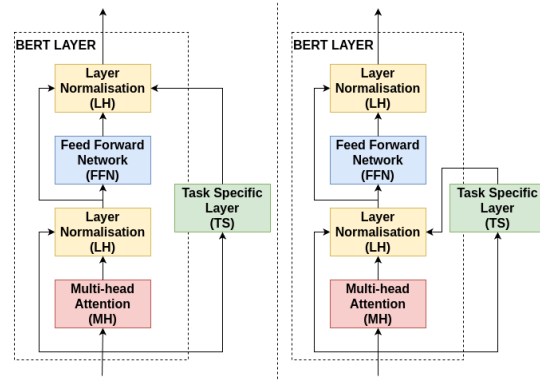 BERT LAYER
Layer
Normalisation
(LH)
Feed Forward
Network
(FFN)
Task Specific
Layer
(TS)
Layer
Normalisation
(LH)
Multi-head
Attention
(MH)
BERT LAYER
Layer
Normalisation
(LH)
Feed Forward
Network
(FFN)
Task Specific
Layer
(TS)
Layer
Normalisation
(LH)
Multi-head
Attention
(MH)